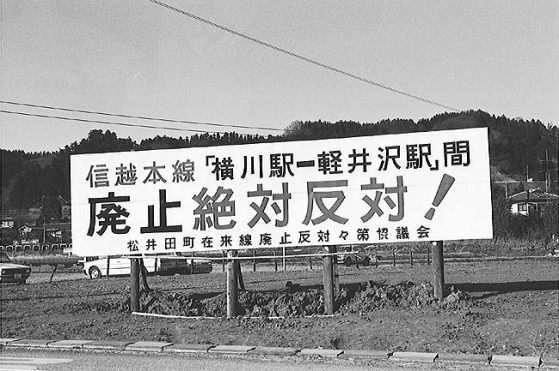 信越本線「横川駅ー軽井沢駅」間
廃止絶対反対！
松井田町在来線廃止反対々策協議会